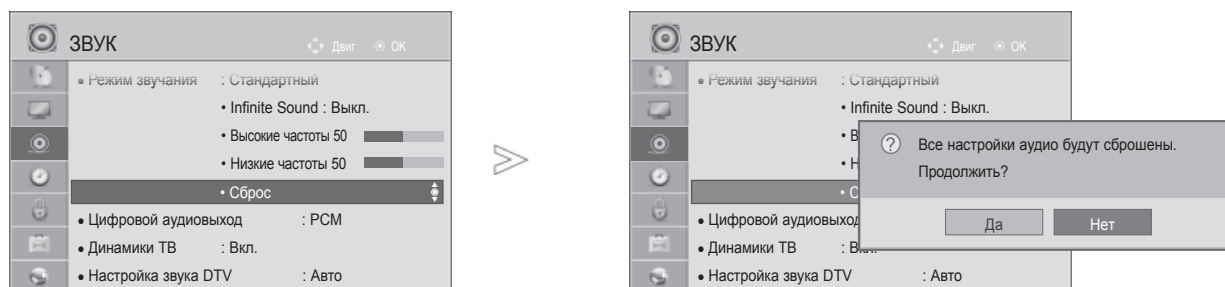 ЗВУК
Двиг OK
• Режим звучания : Стандартный
• Infinite Sound : Выкл.
• Высокие частоты 50
• Низкие частоты 50
• Сброс
• Цифровой аудиовыход : PCM
• Динамики ТВ : Вкл.
• Настройка звука DTV : Авто
ЗВУК
Двиг OK
• Режим звучания : Стандартный
• Infinite Sound : Выкл.
• В
• Н
• С
• Цифровой аудиовыход
• Динамики ТВ : Вкл.
• Настройка звука DTV : Авто
? Все настройки аудио будут сброшены.
Продолжить?
Да Нет